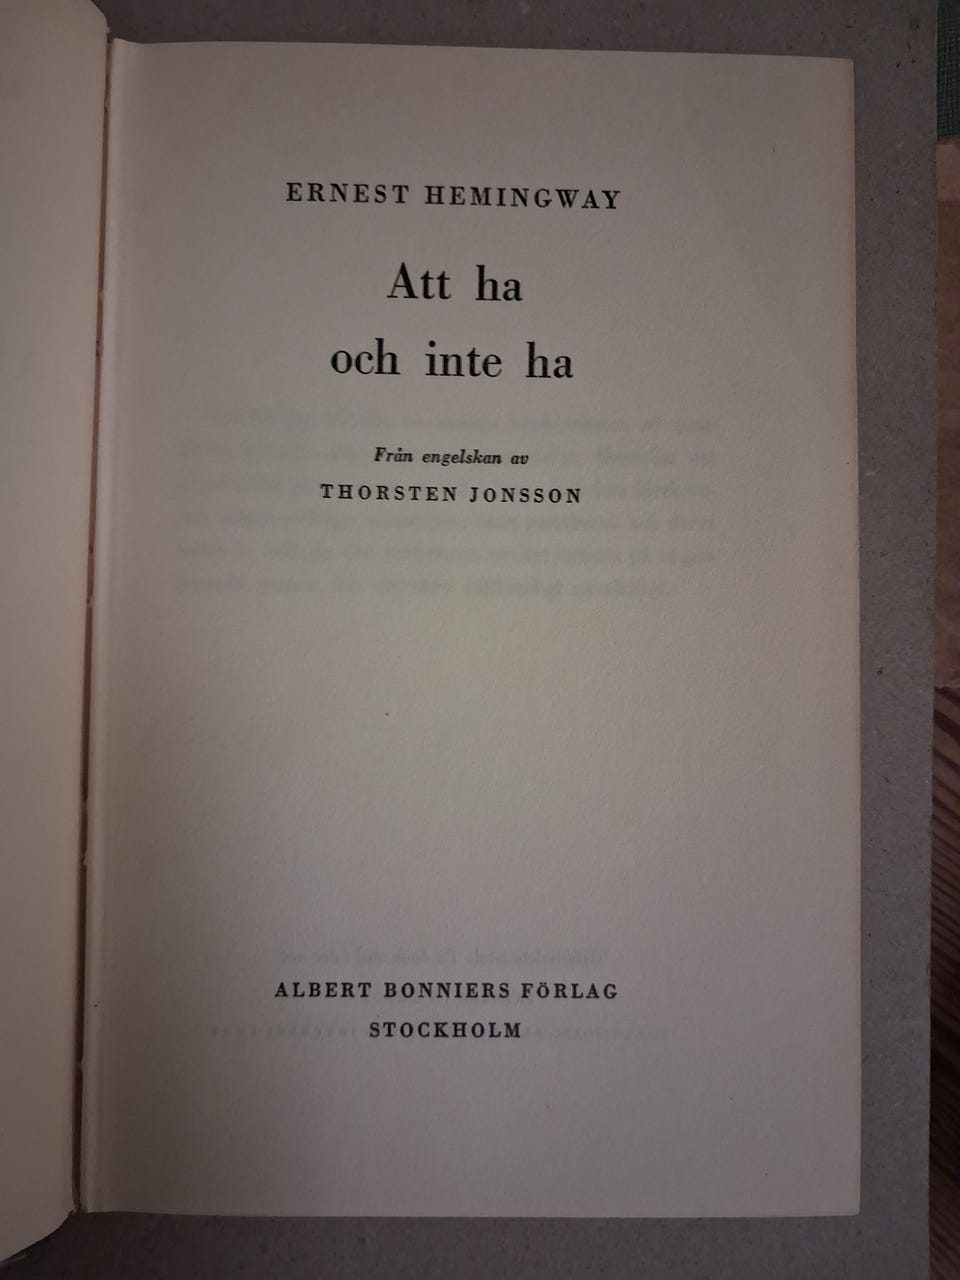 ERNEST HEMINGWAY
Att ha
och inte ha
Från engelskan av
THORSTEN JONSSON
ALBERT BONNIERS FÖRLAG
STOCKHOLM